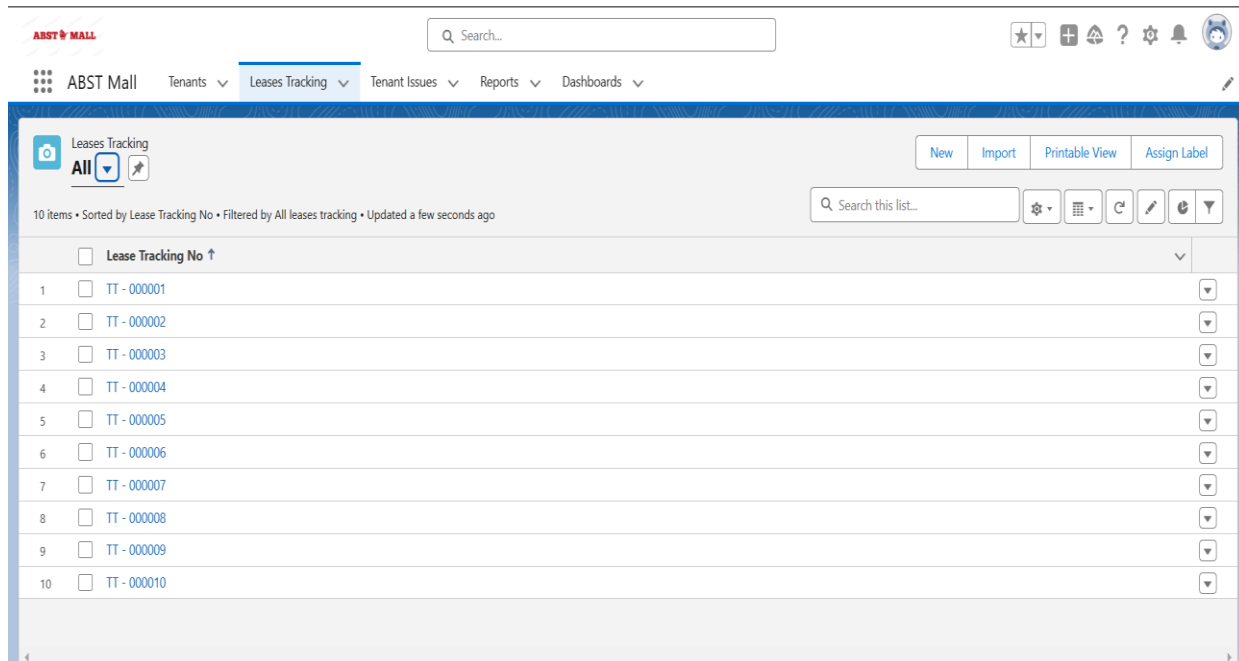 ABST MALL
Search...
ABST Mall Tenants Leases Tracking Tenant Issues Reports Dashboards
Leases Tracking
All
New Import Printable View Assign Label
10 items • Sorted by Lease Tracking No • Filtered by All leases tracking • Updated a few seconds ago
Search this list...
Lease Tracking No ↑
1 TT - 000001
2 TT - 000002
3 TT - 000003
4 TT - 000004
5 TT - 000005
6 TT - 000006
7 TT - 000007
8 TT - 000008
9 TT - 000009
10 TT - 000010